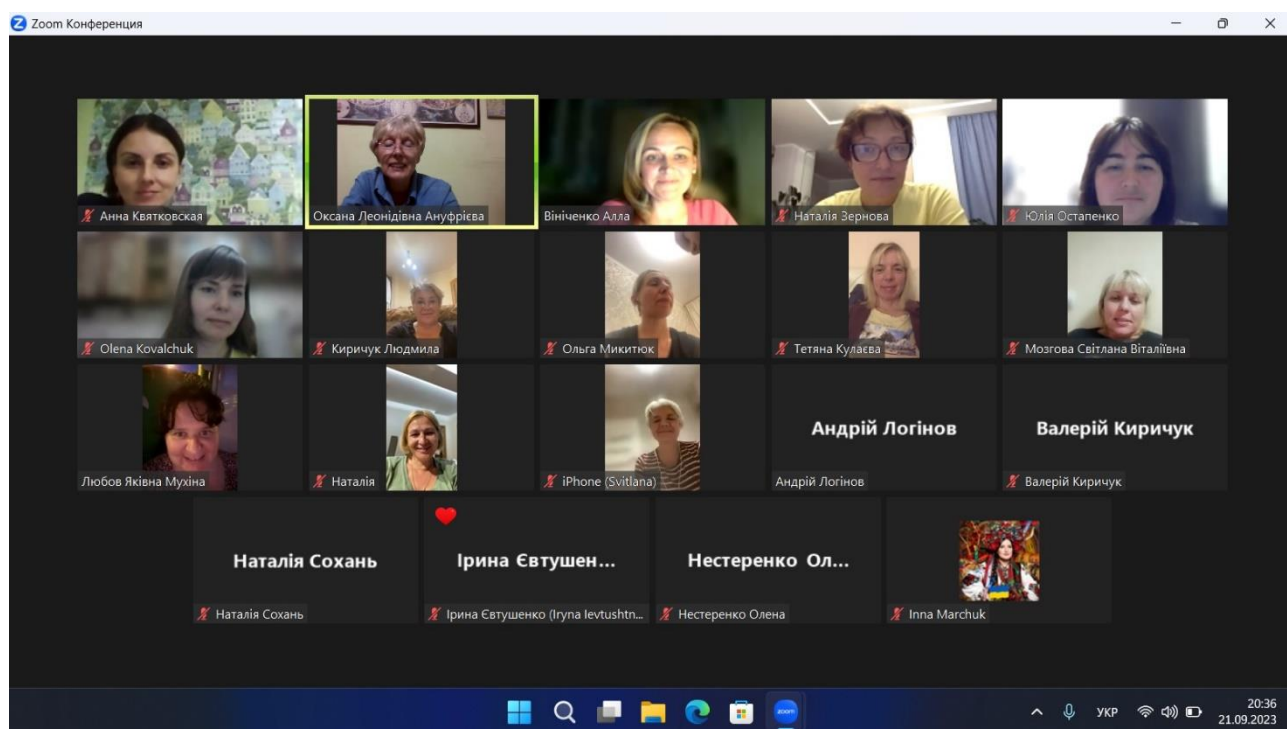 Zoom Конференция
Анна Квятковская
Оксана Леонідівна Ануфрієва
Вініченко Алла
Наталія Зернова
Юлія Остапенко
Olena Kovalchuk
Киричук Людмила
Ольга Микитюк
Тетяна Кулаєва
Мозгова Світлана Віталіївна
Любов Яківна Мухіна
Наталія
iPhone (Svitlana)
Андрій Логінов
Андрій Логінов
Валерій Киричук
Валерій Киричук
Наталія Сохань
Наталія Сохань
Ірина Євтушен...
Ірина Євтушенко (Iryna Ievtushtn...
Нестеренко Ол...
Нестеренко Олена
Inna Marchuk
zoom
УКР
20:36
21.09.2023